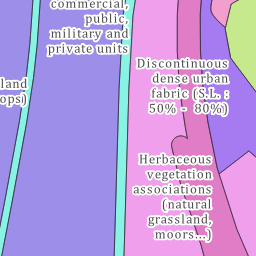 commercial,
public,
military and
private units
land
ops)
Discontinuous
dense urban
fabric (S.L. :
50% - 80%)
Herbaceous
vegetation
associations
(natural
grassland,
moors...)